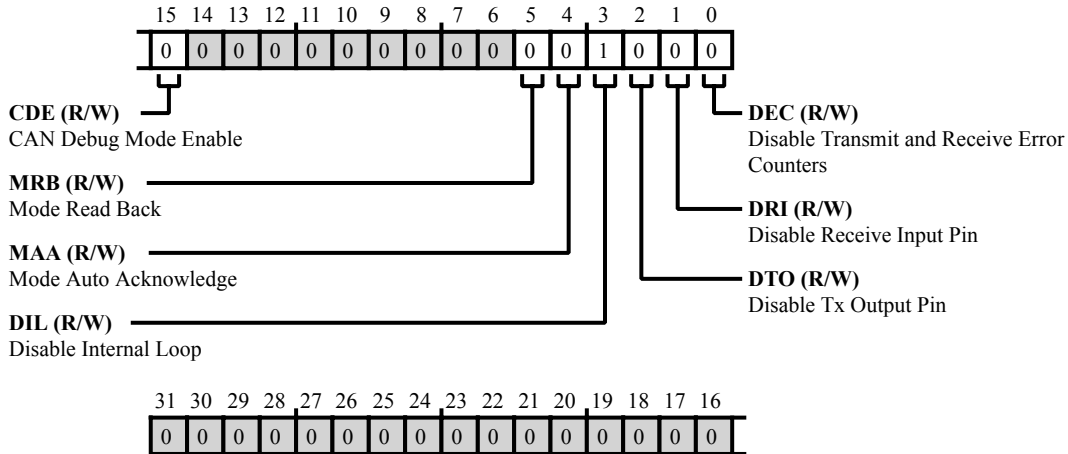 15 14 13 12 11 10 9 8 7 6 5 4 3 2 1 0
0 0 0 0 0 0 0 0 0 0 0 0 1 0 0 0
CDE (R/W)
CAN Debug Mode Enable
MRB (R/W)
Mode Read Back
MAA (R/W)
Mode Auto Acknowledge
DIL (R/W)
Disable Internal Loop
DEC (R/W)
Disable Transmit and Receive Error
Counters
DRI (R/W)
Disable Receive Input Pin
DTO (R/W)
Disable Tx Output Pin
31 30 29 28 27 26 25 24 23 22 21 20 19 18 17 16
0 0 0 0 0 0 0 0 0 0 0 0 0 0 0 0